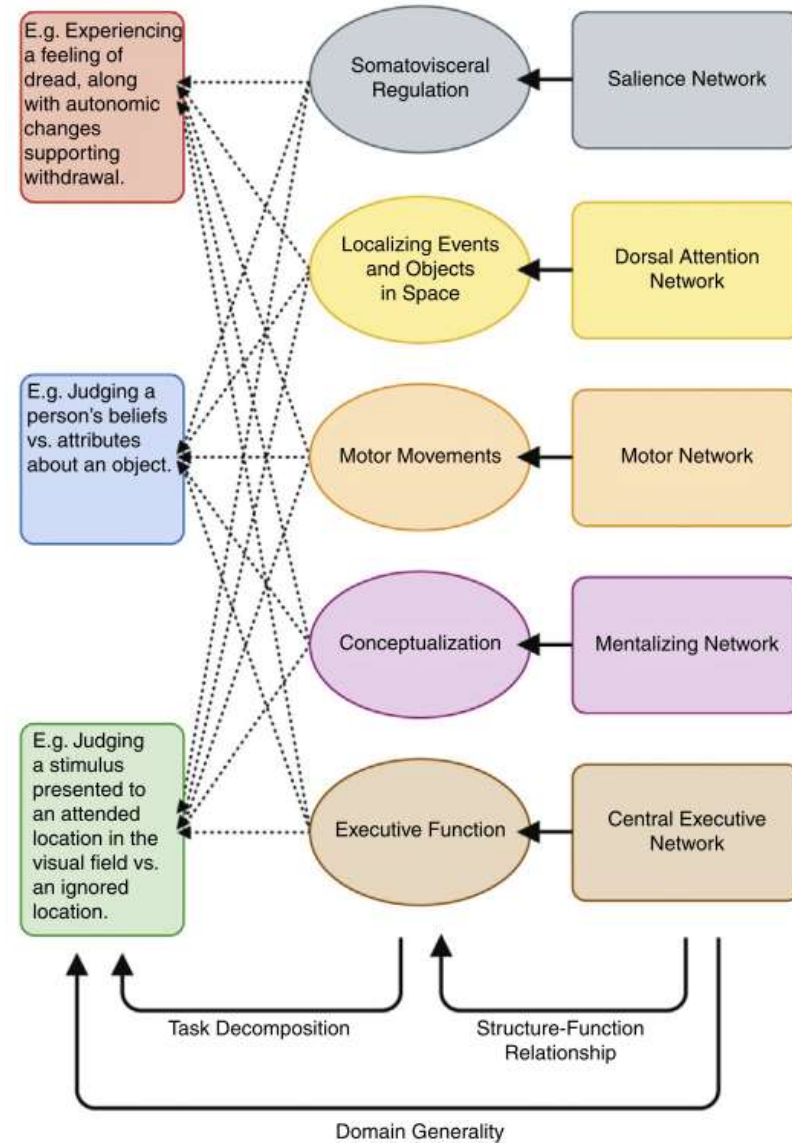 E.g. Experiencing
a feeling of
dread, along
with autonomic
changes
supporting
withdrawal.
Somatovisceral
Regulation
Salience Network
Localizing Events
and Objects
in Space
Dorsal Attention
Network
E.g. Judging a
person's beliefs
vs. attributes
about an object.
Motor Movements
Motor Network
Conceptualization
Mentalizing Network
E.g. Judging
a stimulus
presented to
an attended
location in the
visual field vs.
an ignored
location.
Executive Function
Central Executive
Network
Task Decomposition
Structure-Function
Relationship
Domain Generality